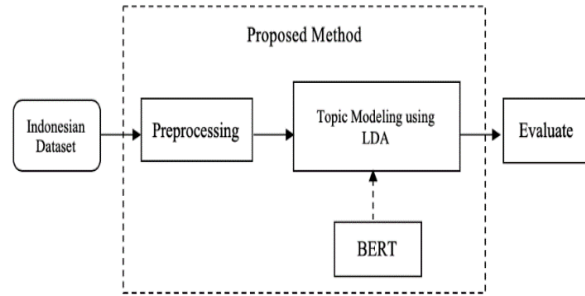 Proposed Method
Indonesian
Dataset
Preprocessing
Topic Modeling using
LDA
Evaluate
BERT